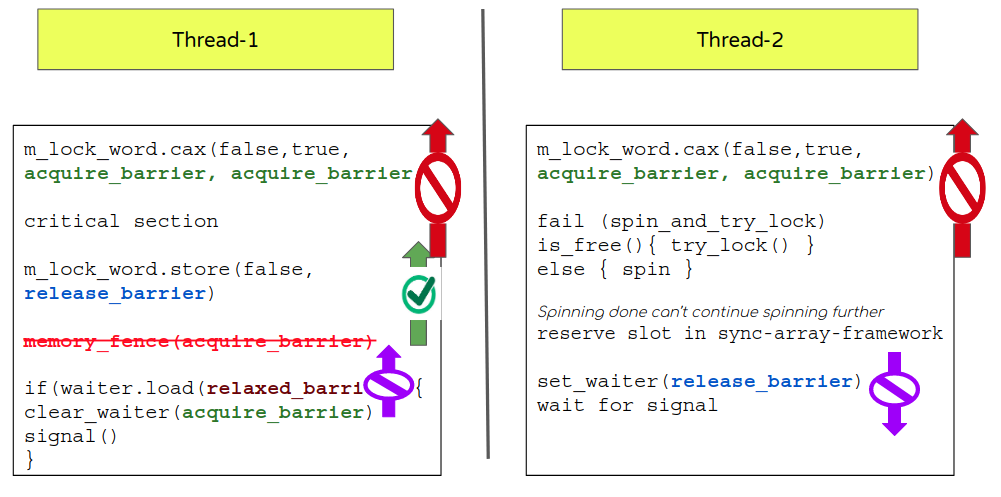 Thread-1
m_lock_word.cax(false,true,
acquire_barrier, acquire_barrier
critical section
m_lock_word.store(false,
release_barrier)
memory_fence(acquire_barrier)
if(waiter.load(relaxed_barri {
clear_waiter(acquire_barrier)
signal()
}
Thread-2
m_lock_word.cax(false,true,
acquire_barrier, acquire_barrier)
fail (spin_and_try_lock)
is_free(){ try_lock() }
else { spin }
Spinning done can't continue spinning further
reserve slot in sync-array-framework
set_waiter(release_barrier)
wait for signal